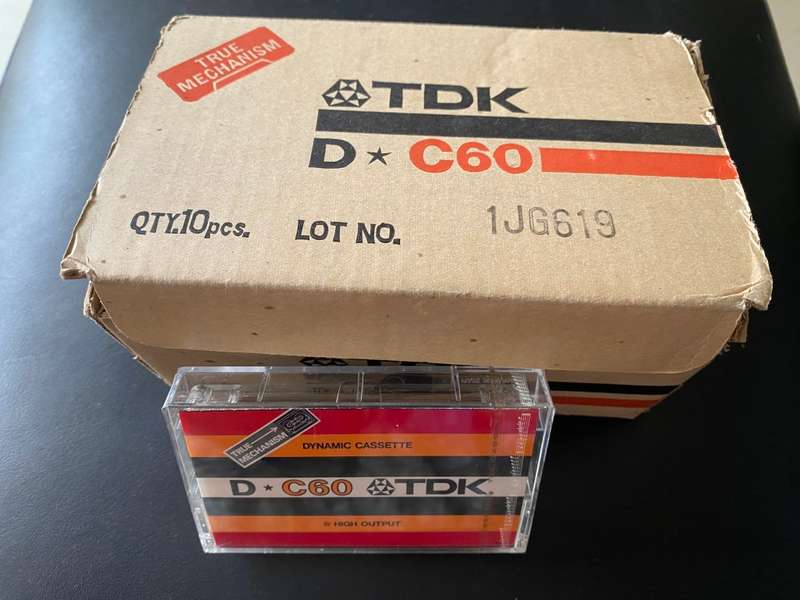 TRUE
MECHANISM
TDK
D ★ C60
QTY.10pcs. LOT NO. 1JG619
TRUE
MECHANISM
DYNAMIC CASSETTE
D ★ C60 TDK
HIGH OUTPUT